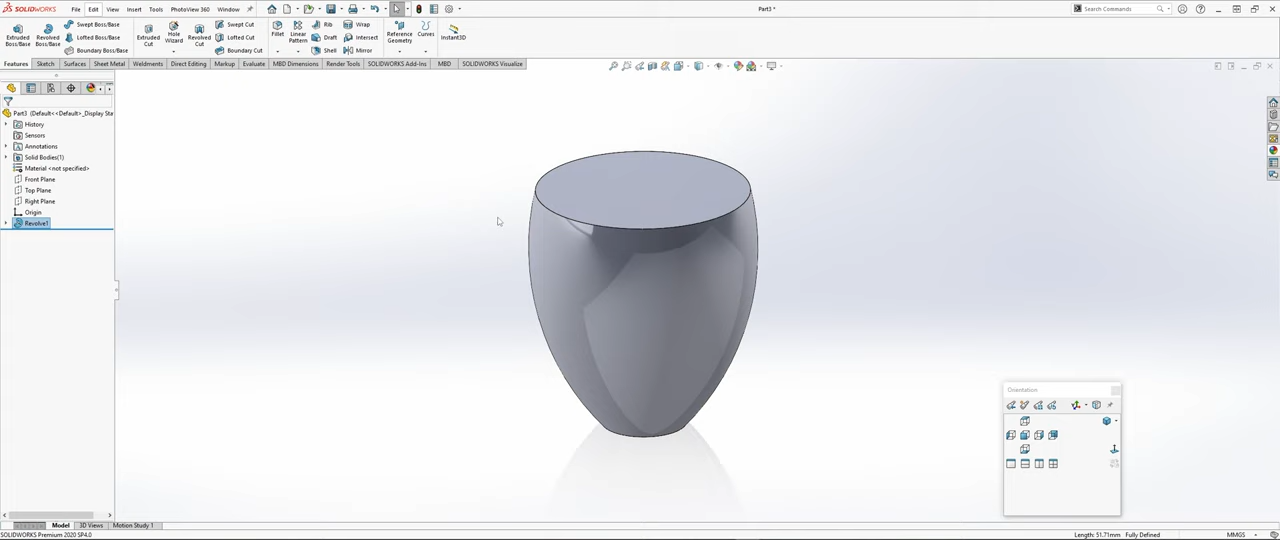 SOLIDWORKS File Edit View Insert Tools PhotoView 360 Window Part3 * Search Commands
Extruded Boss/Base Revolved Boss/Base Swept Boss/Base Lofted Boss/Base Boundary Boss/Base Extruded Cut Hole Wizard Revolved Cut Swept Cut Lofted Cut Boundary Cut Fillet Linear Pattern Rib Draft Shell Wrap Intersect Mirror Reference Geometry Curves Instant3D
Features Sketch Surfaces Sheet Metal Weldments Direct Editing Markup Evaluate MBD Dimensions Render Tools SOLIDWORKS Add-Ins MBD SOLIDWORKS Visualize
Part3 (Default<<Default>_Display Sta
History
Sensors
Annotations
Solid Bodies(1)
Material <not specified>
Front Plane
Top Plane
Right Plane
Origin
Revolve1
Orientation
Model 3D Views Motion Study 1
SOLIDWORKS Premium 2020 SP4.0 Length: 51.71mm Fully Defined MMGS